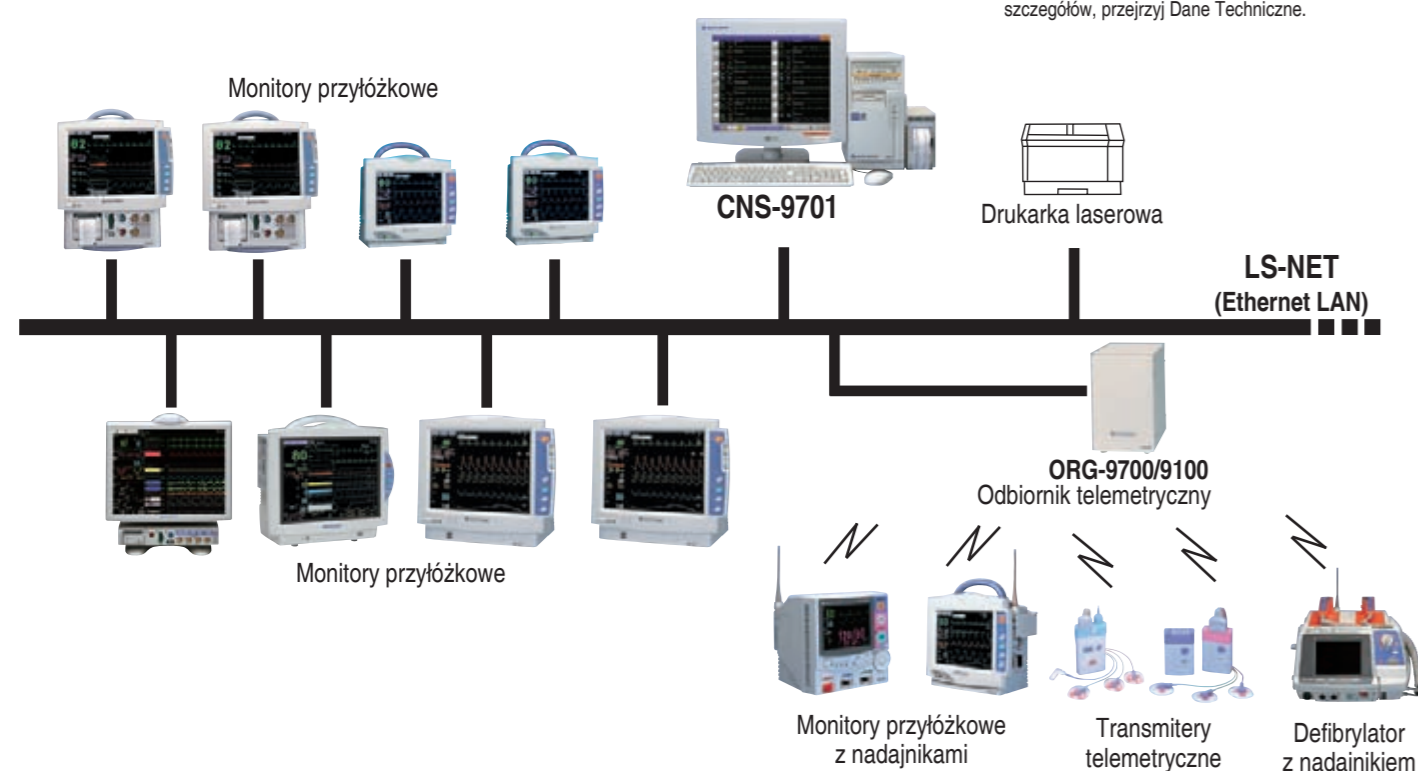 szczegółów, przejrzyj Dane Techniczne.
Monitory przyłóżkowe
CNS-9701
Drukarka laserowa
LS-NET
(Ethernet LAN)
ORG-9700/9100
Odbiornik telemetryczny
Monitory przyłóżkowe
Monitory przyłóżkowe
z nadajnikami
Transmitery
telemetryczne
Defibrylator
z nadajnikiem